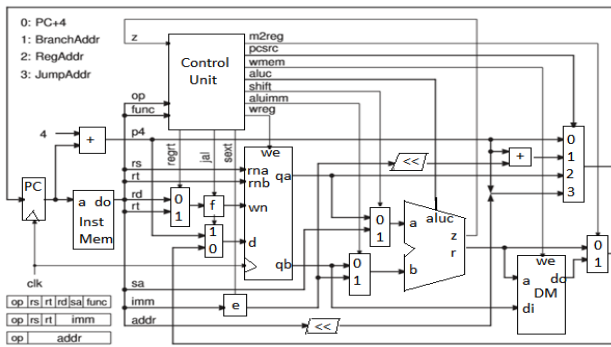 0: PC+4
1: BranchAddr
2: RegAddr
3: JumpAddr
z
Control
Unit
m2reg
pcsrc
wmem
aluc
shift
aluimm
wreg
op
func
4
+
p4
regrt
jal
sext
we
rna
rnb
qa
wn
d
qb
<<
+
0
1
2
3
rs
rt
rd
rt
PC
a do
Inst
Mem
0
1
f
1
0
0
1
a
aluc
z
r
b
0
1
0
1
we
a
do
DM
di
clk
sa
imm
e
addr
<<
op rs rt rd sa func
op rs rt imm
op addr